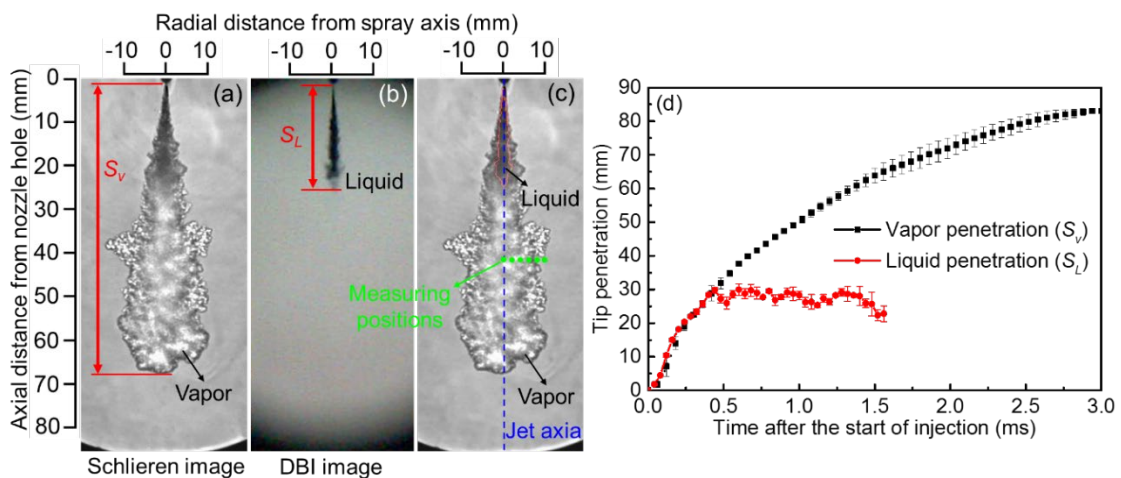 Radial distance from spray axis (mm)
-10 0 10 -10 0 10 -10 0 10
Axial distance from nozzle hole (mm)
0
10
20
30
40
50
60
70
80
(a)
Sv
Vapor
Schlieren image
(b)
SL
Liquid
DBI image
(c)
Liquid
Measuring
positions
Vapor
Jet axia
(d)
Tip penetration (mm)
90
80
70
60
50
40
30
20
10
0
Vapor penetration (Sv)
Liquid penetration (SL)
0.0 0.5 1.0 1.5 2.0 2.5 3.0
Time after the start of injection (ms)